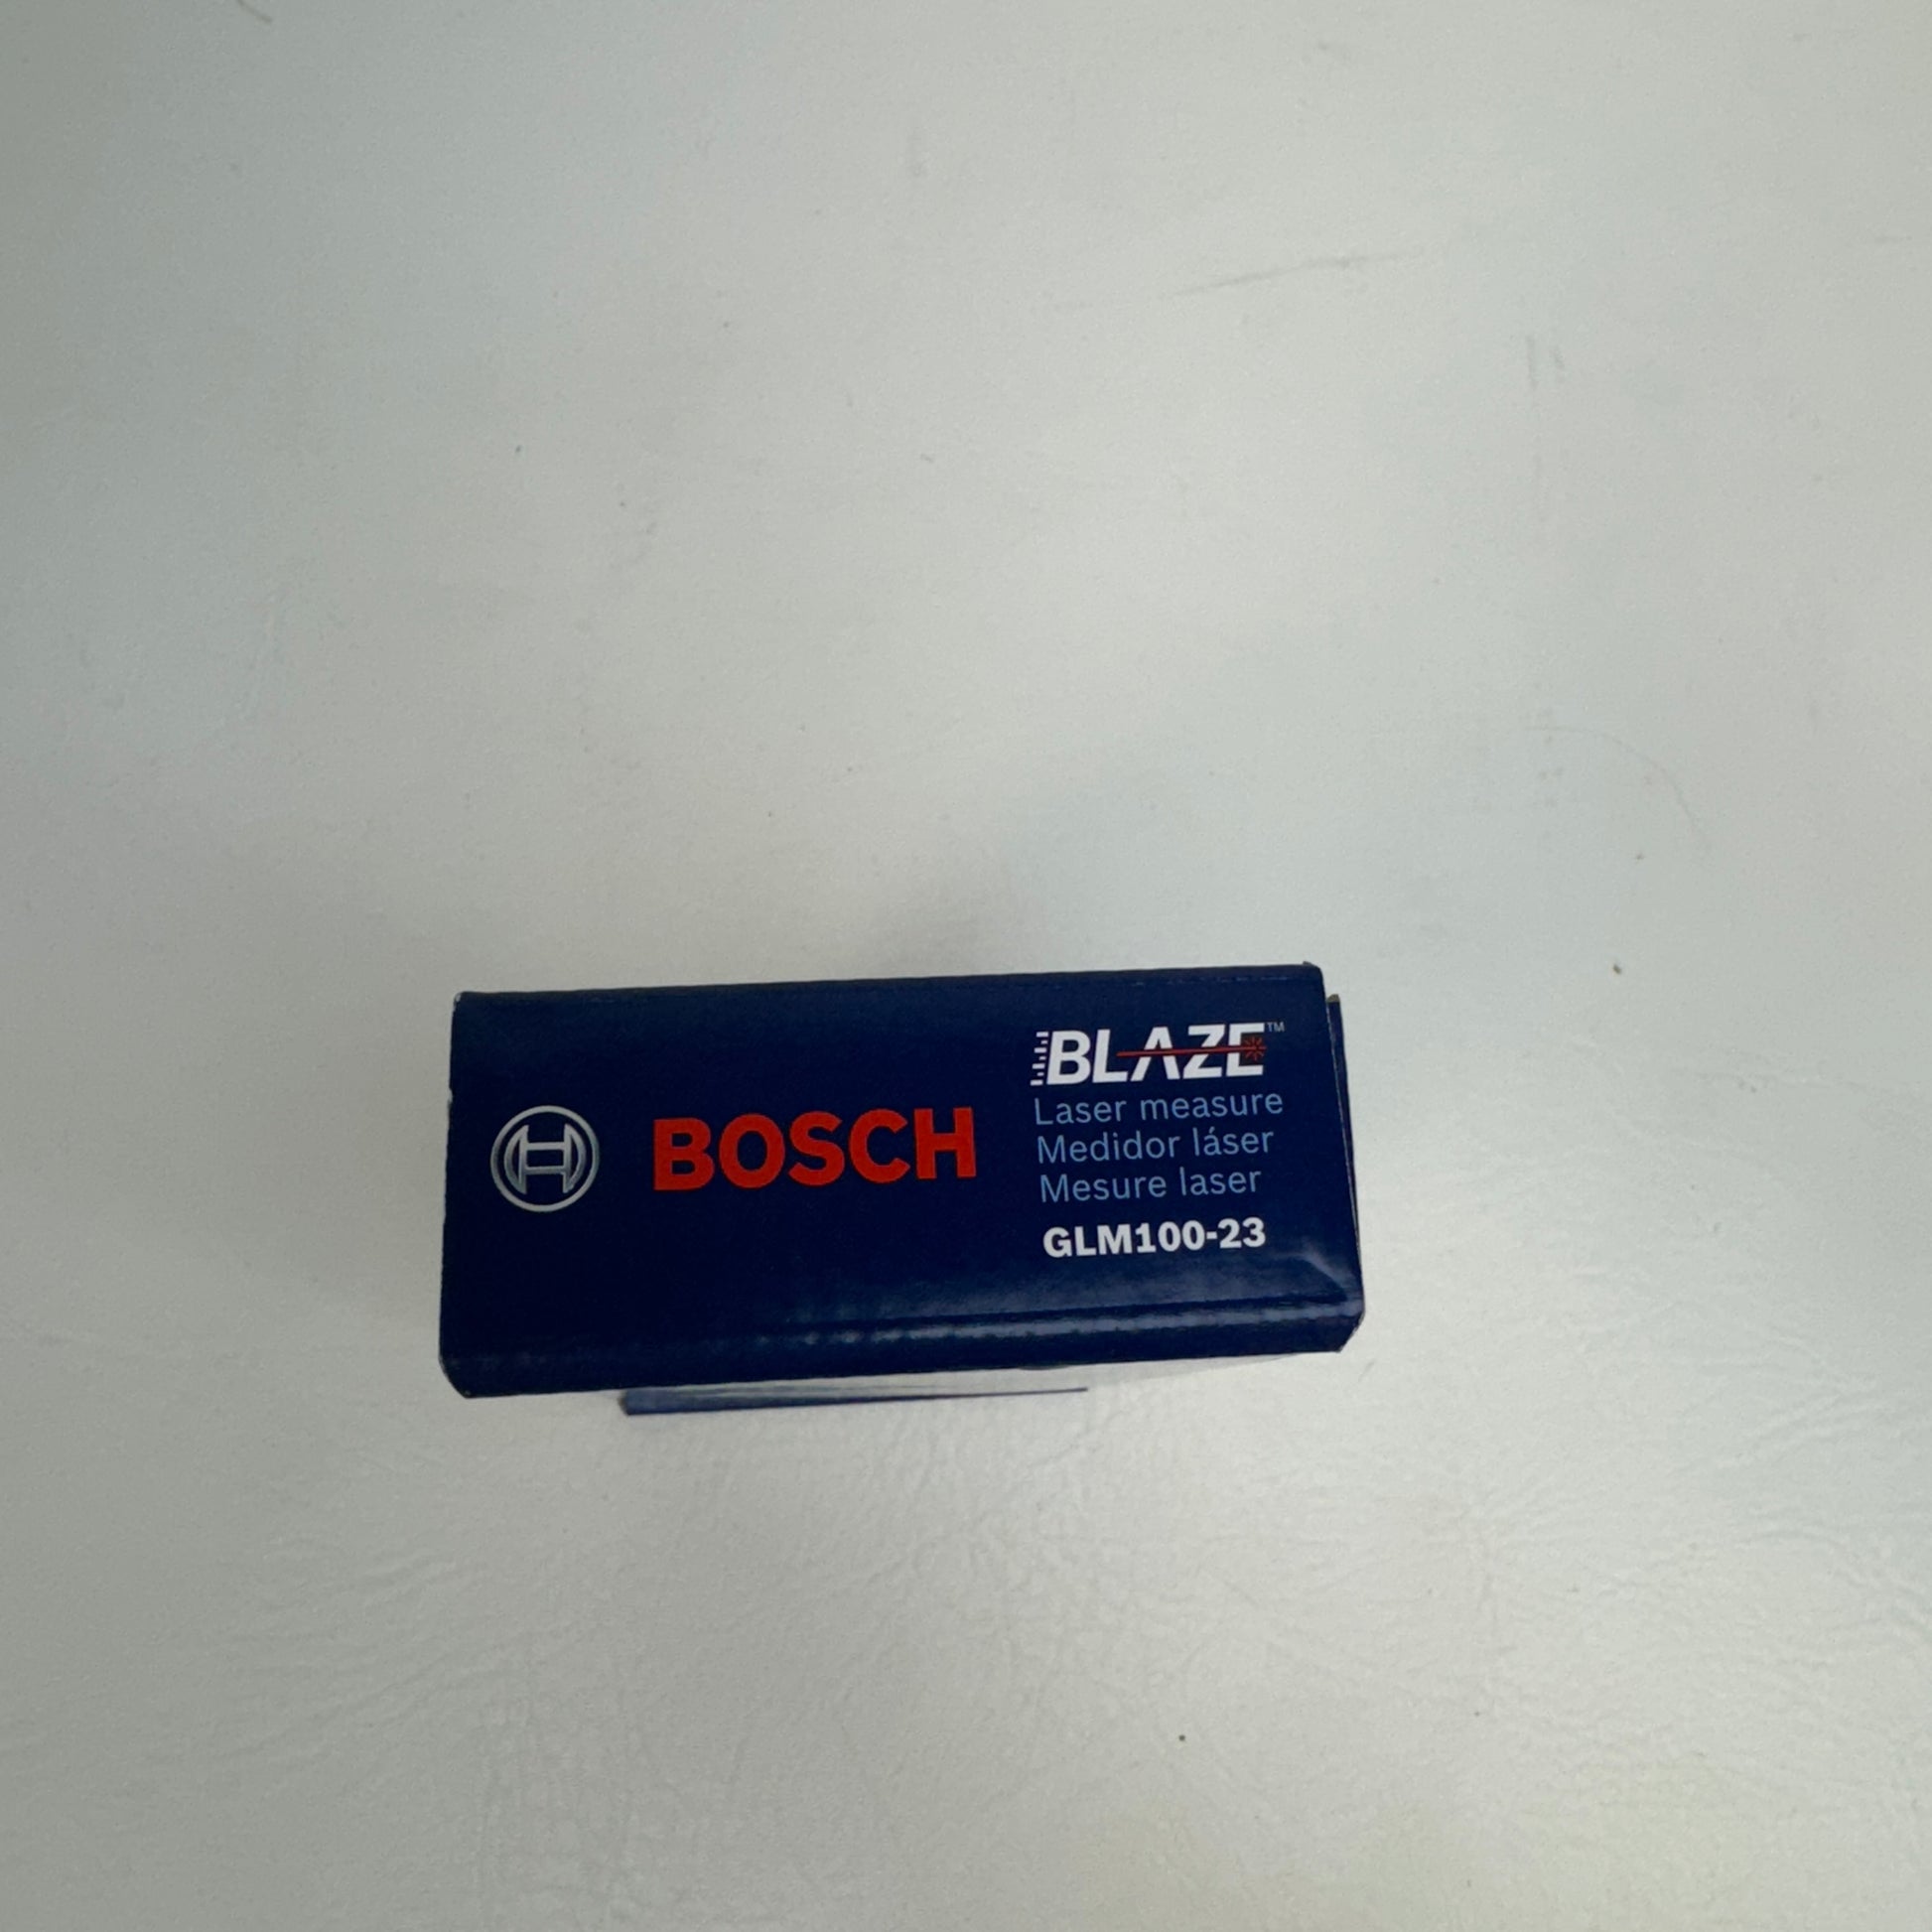 BOSCH
BLAZE™
Laser measure
Medidor láser
Mesure laser
GLM100-23